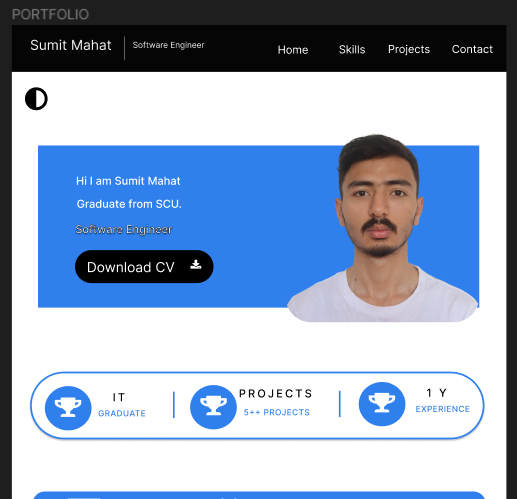 PORTFOLIO
Sumit Mahat
Software Engineer
Home
Skills
Projects
Contact
Hi I am Sumit Mahat
Graduate from SCU.
Software Engineer
Download CV
IT
GRADUATE
PROJECTS
5++ PROJECTS
1 Y
EXPERIENCE